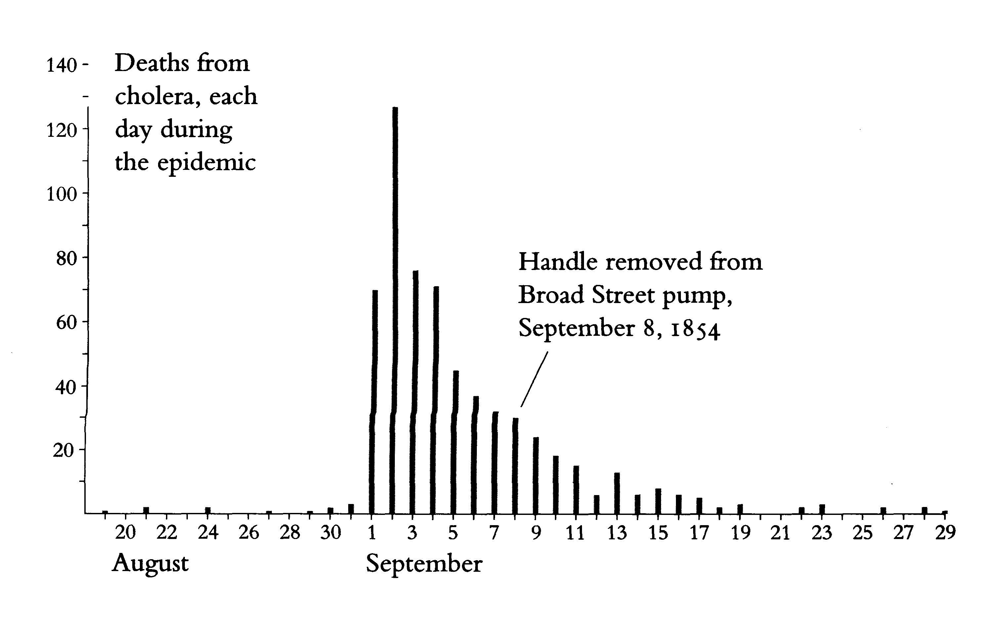 Deaths from
cholera, each
day during
the epidemic
140
120
100
80
60
40
20
Handle removed from
Broad Street pump,
September 8, 1854
20 22 24 26 28 30 1 3 5 7 9 11 13 15 17 19 21 23 25 27 29
August September